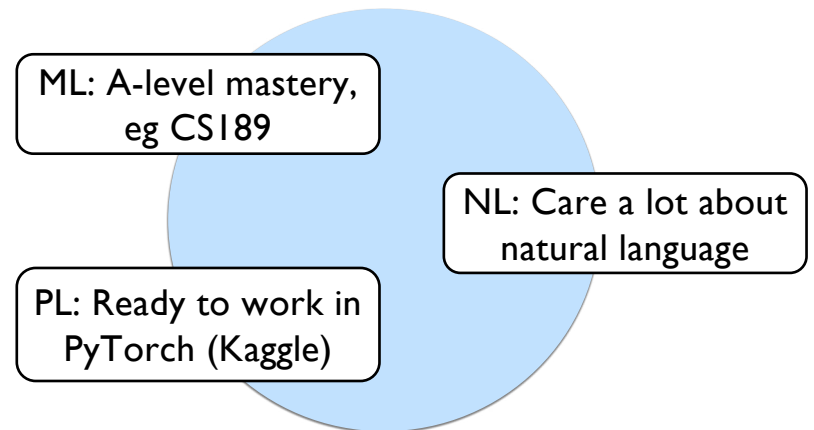 ML: A-level mastery,
eg CS189
NL: Care a lot about
natural language
PL: Ready to work in
PyTorch (Kaggle)